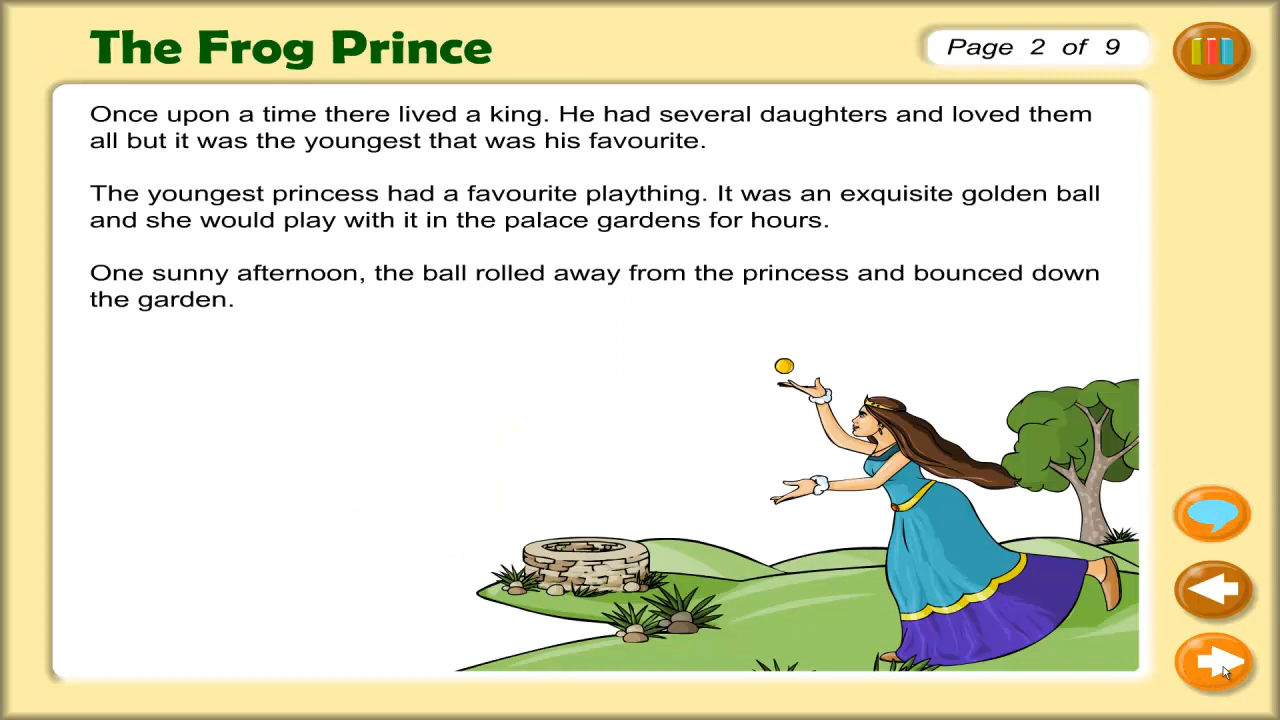 The Frog Prince
Page 2 of 9
Once upon a time there lived a king. He had several daughters and loved them
all but it was the youngest that was his favourite.
The youngest princess had a favourite plaything. It was an exquisite golden ball
and she would play with it in the palace gardens for hours.
One sunny afternoon, the ball rolled away from the princess and bounced down
the garden.